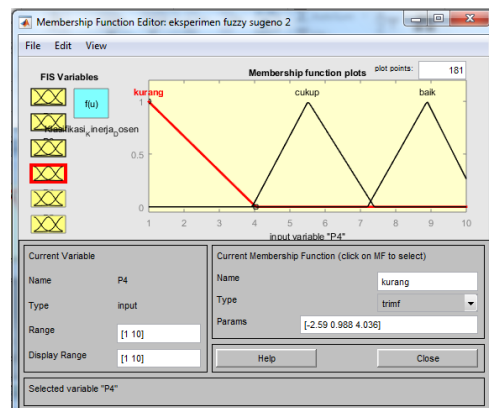 Membership Function Editor: eksperimen fuzzy sugeno 2
File Edit View
FIS Variables
f(u)
Klasifikasi_Kinerja_Dosen
Membership function plots
plot points:
181
kurang
cukup
baik
1
0.5
0
1 2 3 4 5 6 7 8 9 10
input variable "P4"
Current Variable
Name P4
Type input
Range [1 10]
Display Range [1 10]
Current Membership Function (click on MF to select)
Name kurang
Type trimf
Params [-2.59 0.988 4.036]
Help
Close
Selected variable "P4"